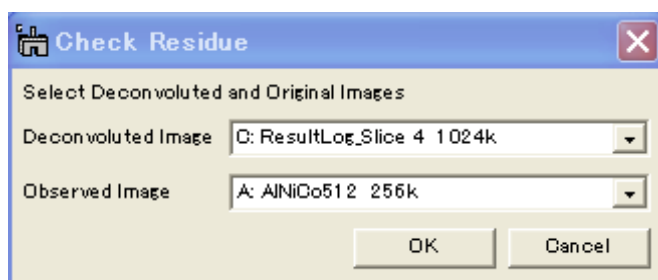 Check Residue
Select Deconvoluted and Original Images
Deconvoluted Image C: ResultLog_Slice 4 1024k
Observed Image A: AlNiCo512 256k
OK Cancel